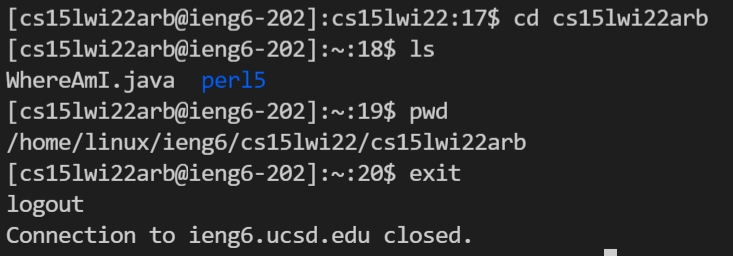 [cs15lwi22arb@ieng6-202]:cs15lwi22:17$ cd cs15lwi22arb
[cs15lwi22arb@ieng6-202]:~:18$ ls
WhereAmI.java  perl5
[cs15lwi22arb@ieng6-202]:~:19$ pwd
/home/linux/ieng6/cs15lwi22/cs15lwi22arb
[cs15lwi22arb@ieng6-202]:~:20$ exit
logout
Connection to ieng6.ucsd.edu closed.